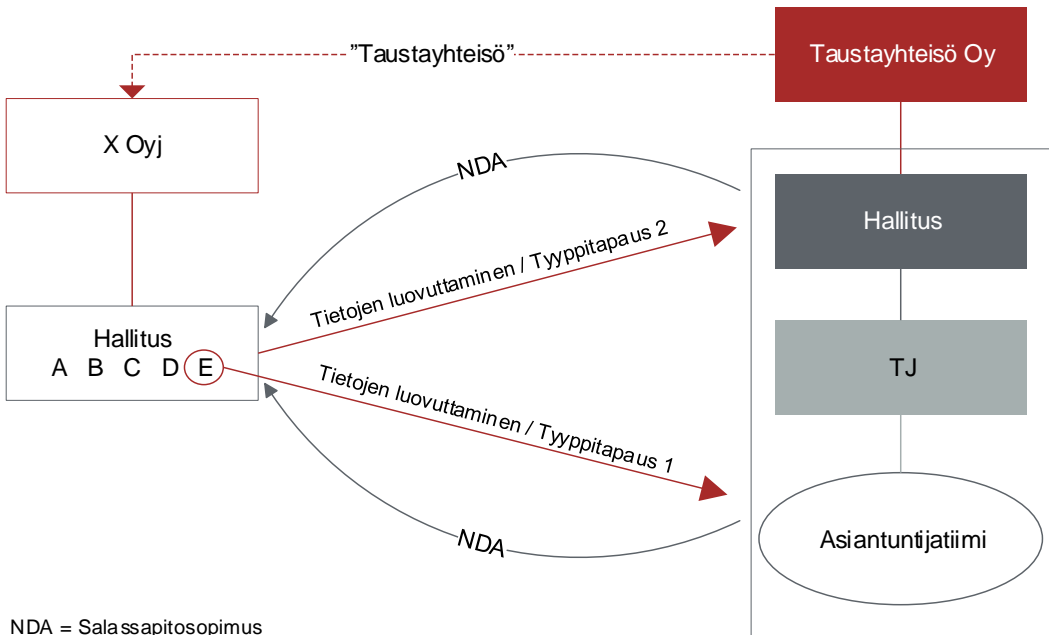 ”Taustayhteisö”
Taustayhteisö Oy
X Oyj
NDA
Hallitus
Tietojen luovuttaminen / Tyyppitapaus 2
Hallitus
A B C D E
TJ
Tietojen luovuttaminen / Tyyppitapaus 1
NDA
Asiantuntijatiimi
NDA = Salassapitosopimus